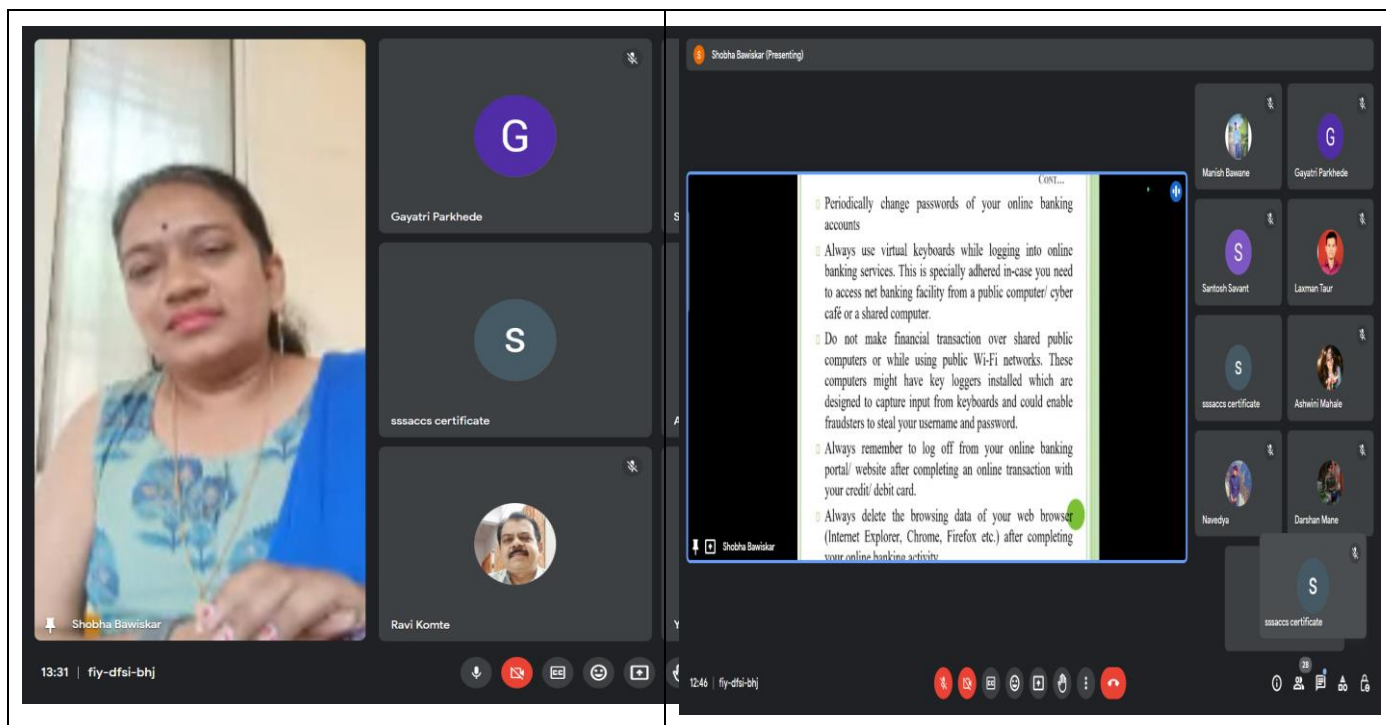 G
Gayatri Parkhede
S
S
sssaccs certificate
A
Ravi Komte
Y
Shobha Bawiskar
13:31 | fiy-dfsi-bhj
CC
S
Shobha Bawiskar (Presenting)
CONT...
Periodically change passwords of your online banking
accounts
Always use virtual keyboards while logging into online
banking services. This is specially adhered in-case you need
to access net banking facility from a public computer/ cyber
café or a shared computer.
Do not make financial transaction over shared public
computers or while using public Wi-Fi networks. These
computers might have key loggers installed which are
designed to capture input from keyboards and could enable
fraudsters to steal your username and password.
Always remember to log off from your online banking
portal/ website after completing an online transaction with
your credit/ debit card.
Always delete the browsing data of your web browser
(Internet Explorer, Chrome, Firefox etc.) after completing
your online banking activity
Shobha Bawiskar
Manish Bawane
G
Gayatri Parkhede
S
Santosh Savant
Laxman Taur
S
sssaccs certificate
Ashwini Mahale
Navedya
Darshan Mane
S
sssaccs certificate
12:46 | fiy-dfsi-bhj
CC
28